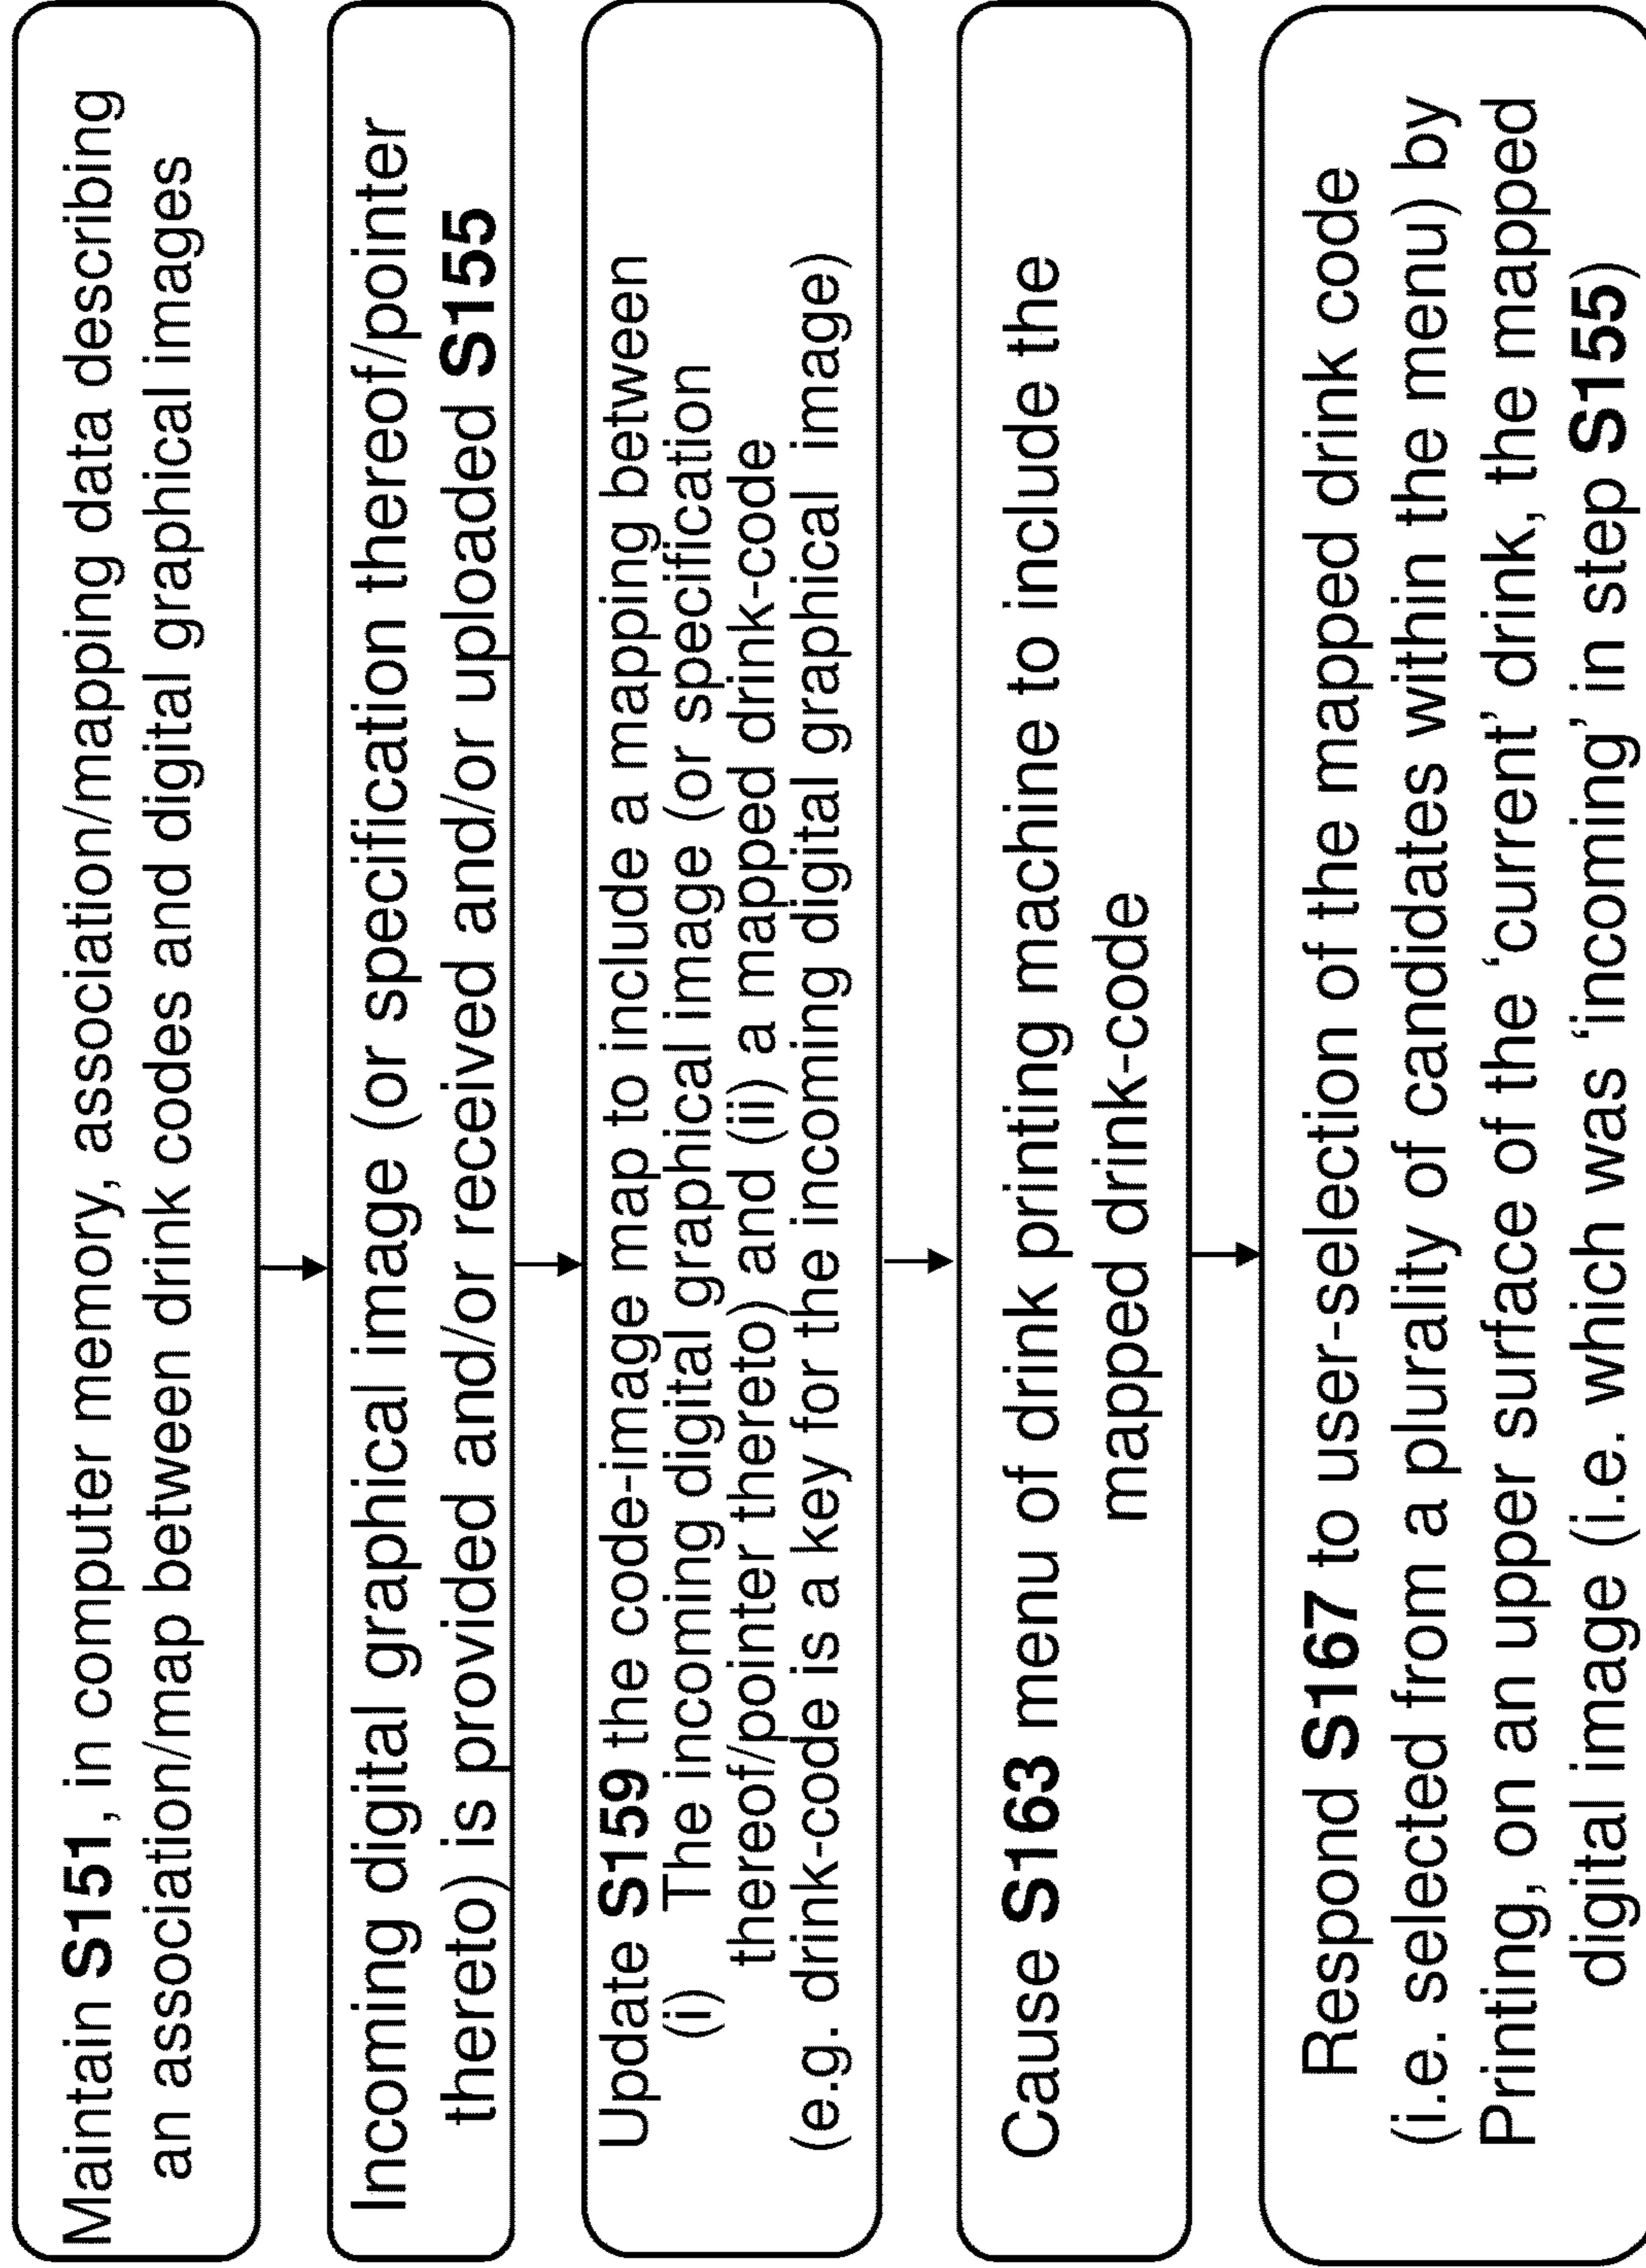 Maintain S151, in computer memory, association/mapping data describing
an association/map between drink codes and digital graphical images
Incoming digital graphical image (or specification thereof/pointer
thereto) is provided and/or received and/or uploaded S155
Update S159 the code-image map to include a mapping between
(i) The incoming digital graphical image (or specification
thereof/pointer thereto) and (ii) a mapped drink-code
(e.g. drink-code is a key for the incoming digital graphical image)
Cause S163 menu of drink printing machine to include the
mapped drink-code
Respond S167 to user-selection of the mapped drink code
(i.e. selected from a plurality of candidates within the menu) by
Printing, on an upper surface of the ‘current’ drink, the mapped
digital image (i.e. which was ‘incoming’ in step S155)